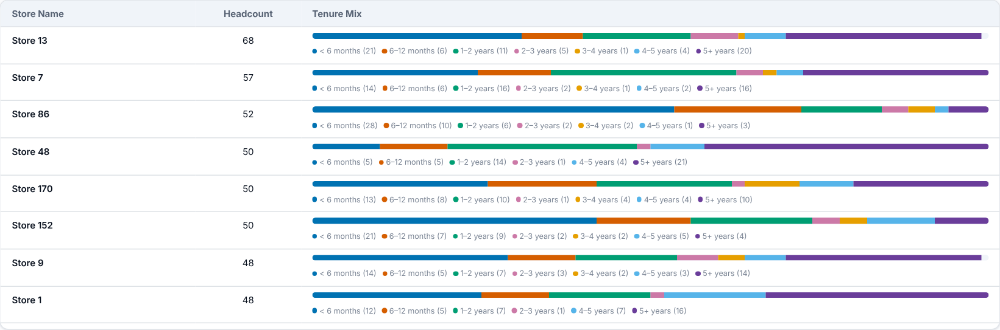 Store Name Headcount Tenure Mix
Store 13 68
< 6 months (21) 6–12 months (6) 1–2 years (11) 2–3 years (5) 3–4 years (1) 4–5 years (4) 5+ years (20)
Store 7 57
< 6 months (14) 6–12 months (6) 1–2 years (16) 2–3 years (2) 3–4 years (1) 4–5 years (2) 5+ years (16)
Store 86 52
< 6 months (28) 6–12 months (10) 1–2 years (6) 2–3 years (2) 3–4 years (2) 4–5 years (1) 5+ years (3)
Store 48 50
< 6 months (5) 6–12 months (5) 1–2 years (14) 2–3 years (1) 4–5 years (4) 5+ years (21)
Store 170 50
< 6 months (13) 6–12 months (8) 1–2 years (10) 2–3 years (1) 3–4 years (4) 4–5 years (4) 5+ years (10)
Store 152 50
< 6 months (21) 6–12 months (7) 1–2 years (9) 2–3 years (2) 3–4 years (2) 4–5 years (5) 5+ years (4)
Store 9 48
< 6 months (14) 6–12 months (5) 1–2 years (7) 2–3 years (3) 3–4 years (2) 4–5 years (3) 5+ years (14)
Store 1 48
< 6 months (12) 6–12 months (5) 1–2 years (7) 2–3 years (1) 4–5 years (7) 5+ years (16)